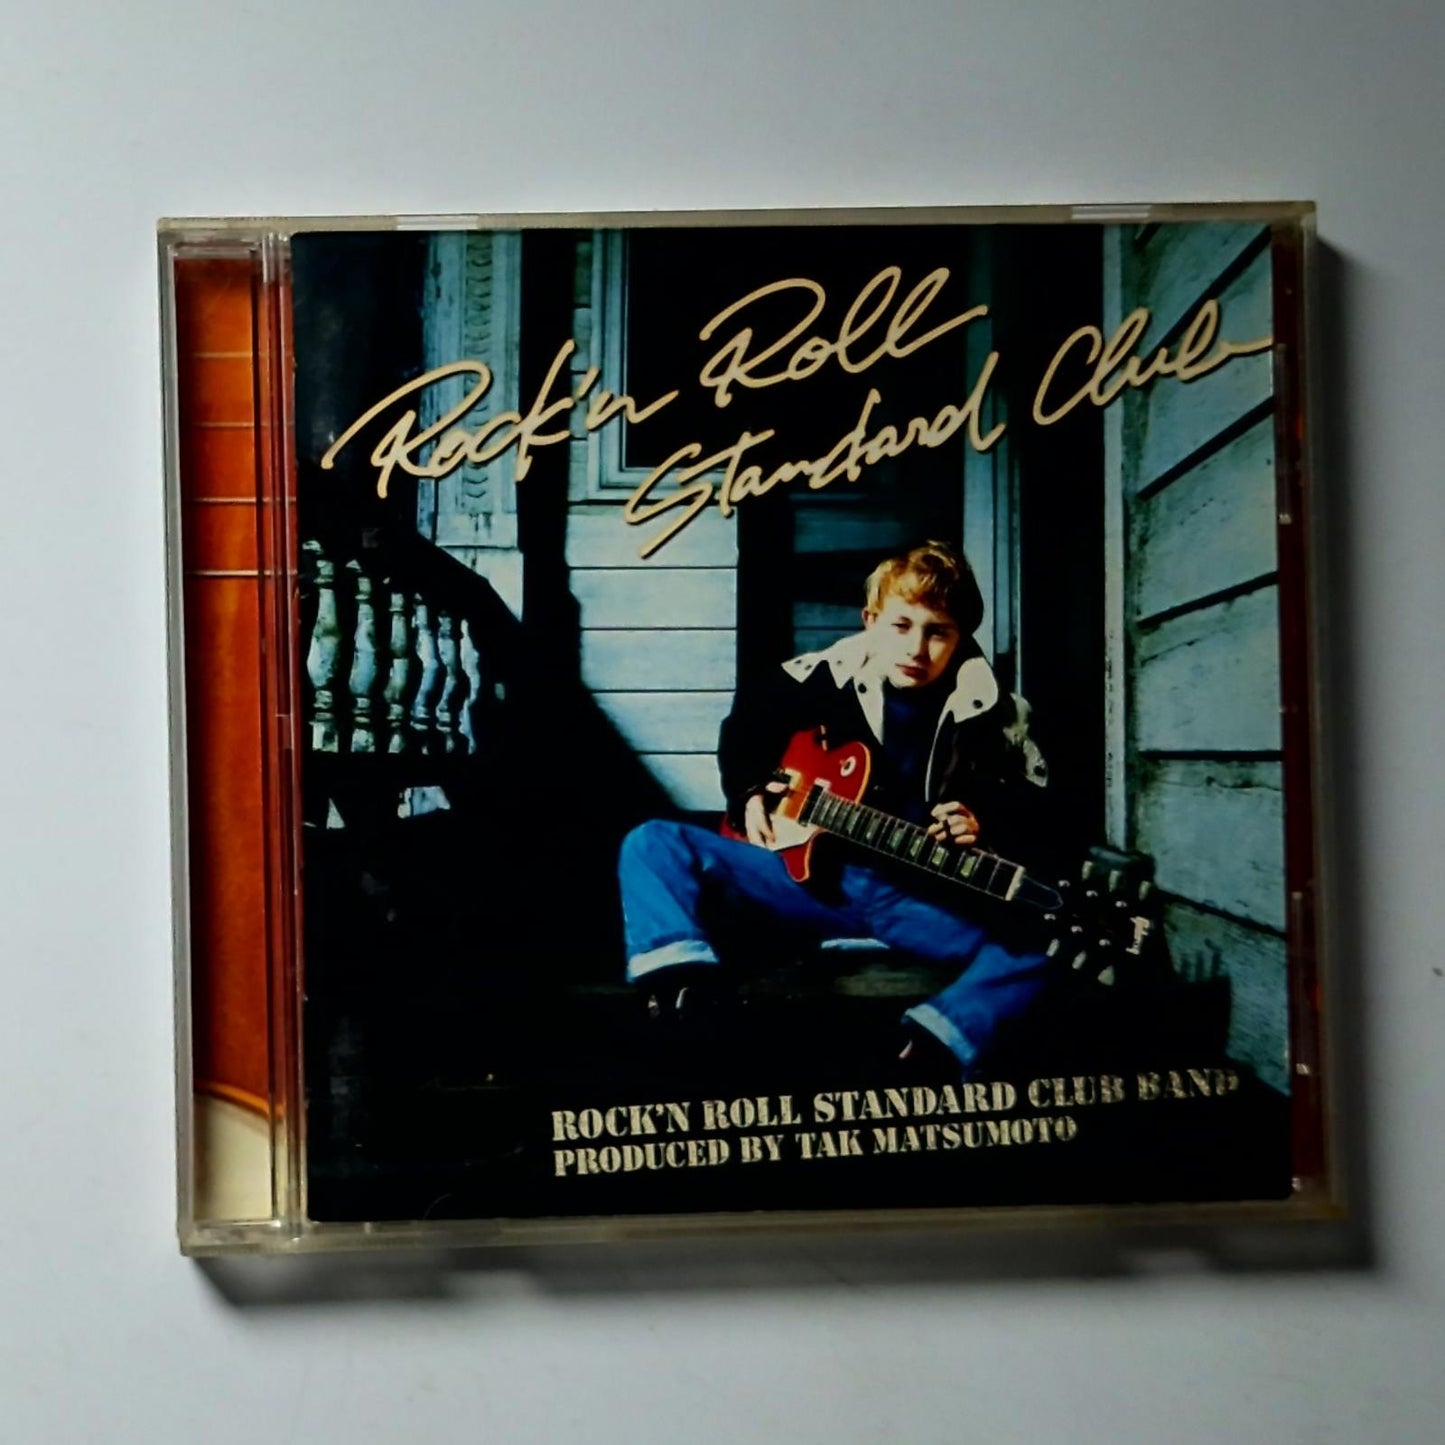 Rock'n Roll
Standard Club
ROCK'N ROLL STANDARD CLUB BAND
PRODUCED BY TAK MATSUMOTO